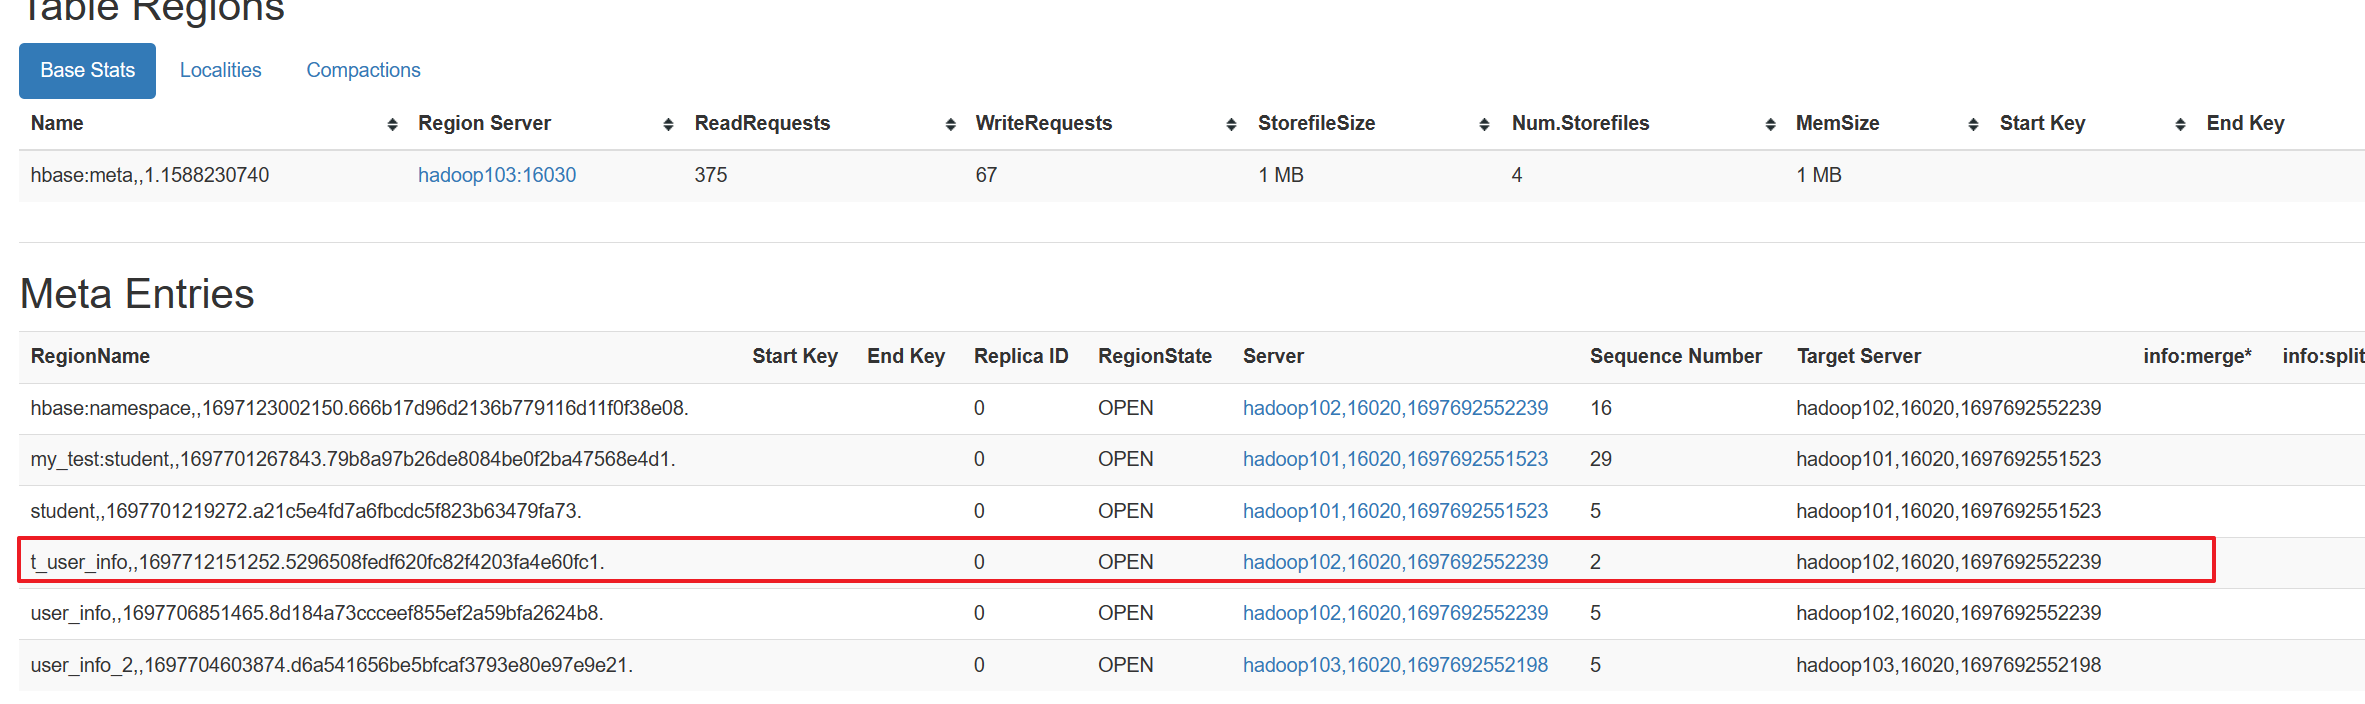 Table Regions
Base Stats Localities Compactions
Name Region Server ReadRequests WriteRequests StorefileSize Num.Storefiles MemSize Start Key End Key
hbase:meta,,1.1588230740 hadoop103:16030 375 67 1 MB 4 1 MB
Meta Entries
RegionName Start Key End Key Replica ID RegionState Server Sequence Number Target Server info:merge* info:split
hbase:namespace,,1697123002150.666b17d96d2136b779116d11f0f38e08. 0 OPEN hadoop102,16020,1697692552239 16 hadoop102,16020,1697692552239
my_test:student,,1697701267843.79b8a97b26de8084be0f2ba47568e4d1. 0 OPEN hadoop101,16020,1697692551523 29 hadoop101,16020,1697692551523
student,,1697701219272.a21c5e4fd7a6fbcdc5f823b63479fa73. 0 OPEN hadoop101,16020,1697692551523 5 hadoop101,16020,1697692551523
t_user_info,,1697712151252.5296508fedf620fc82f4203fa4e60fc1. 0 OPEN hadoop102,16020,1697692552239 2 hadoop102,16020,1697692552239
user_info,,1697706851465.8d184a73ccceef855ef2a59bfa2624b8. 0 OPEN hadoop102,16020,1697692552239 5 hadoop102,16020,1697692552239
user_info_2,,1697704603874.d6a541656be5bfcaf3793e80e97e9e21. 0 OPEN hadoop103,16020,1697692552198 5 hadoop103,16020,1697692552198